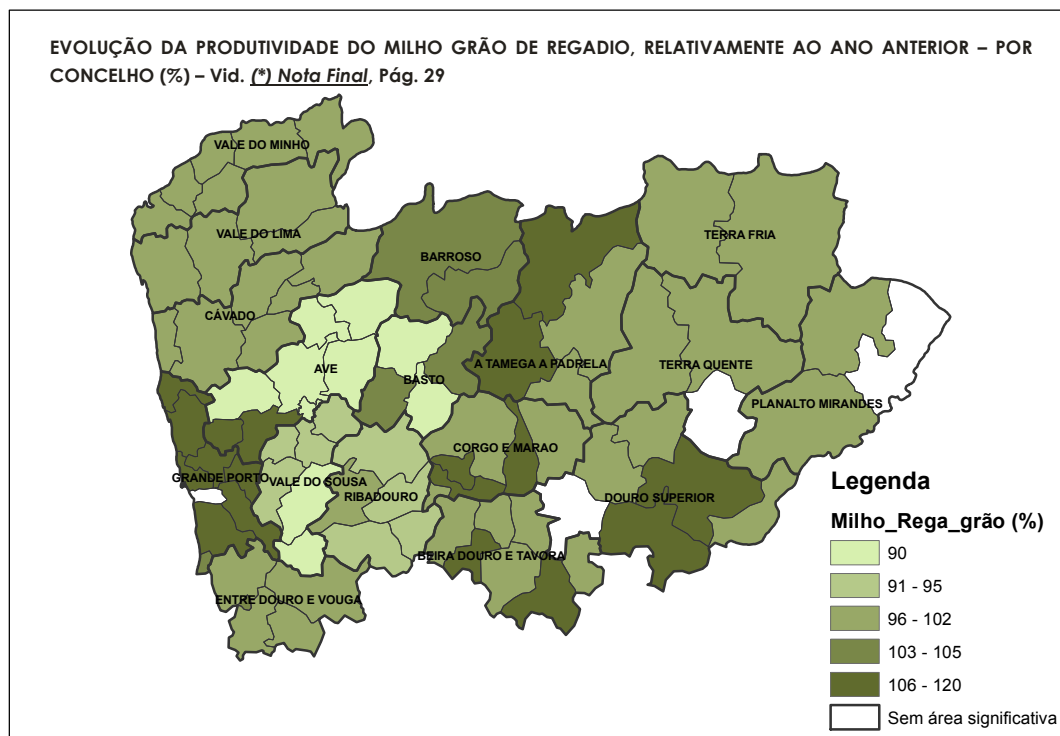 EVOLUÇÃO DA PRODUTIVIDADE DO MILHO GRÃO DE REGADIO, RELATIVAMENTE AO ANO ANTERIOR – POR
CONCELHO (%) – Vid. (*) Nota Final, Pág. 29
VALE DO MINHO
TERRA FRIA
VALE DO LIMA
BARROSO
CÁVADO
A TAMEGA A PADRELA
TERRA QUENTE
AVE
BASTO
PLANALTO MIRANDES
CORGO E MARAO
GRANDE PORTO
VALE DO SOUSA
RIBADOURO
DOURO SUPERIOR
BEIRA DOURO E TAVORA
ENTRE DOURO E VOUGA
Legenda
Milho_Rega_grão (%)
90
91 - 95
96 - 102
103 - 105
106 - 120
Sem área significativa